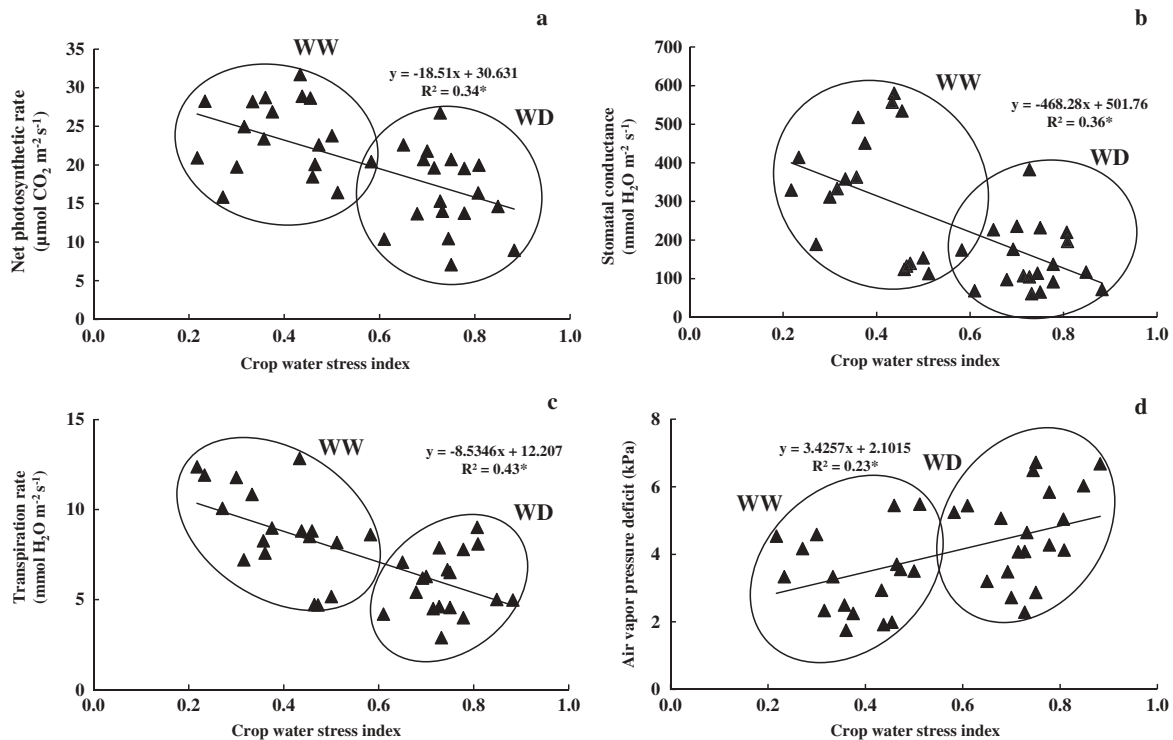 a
WW
y = -18.51x + 30.631
R² = 0.34*
WD
35
30
25
20
15
10
5
0
Net photosynthetic rate
(μmol CO₂ m⁻² s⁻¹)
0.0 0.2 0.4 0.6 0.8 1.0
Crop water stress index
b
WW
y = -468.28x + 501.76
R² = 0.36*
WD
700
600
500
400
300
200
100
0
Stomatal conductance
(mmol H₂O m⁻² s⁻¹)
0.0 0.2 0.4 0.6 0.8 1.0
Crop water stress index
c
WW
y = -8.5346x + 12.207
R² = 0.43*
WD
15
10
5
0
Transpiration rate
(mmol H₂O m⁻² s⁻¹)
0.0 0.2 0.4 0.6 0.8 1.0
Crop water stress index
d
y = 3.4257x + 2.1015
R² = 0.23*
WD
WW
8
6
4
2
0
Air vapor pressure deficit (kPa)
0.0 0.2 0.4 0.6 0.8 1.0
Crop water stress index